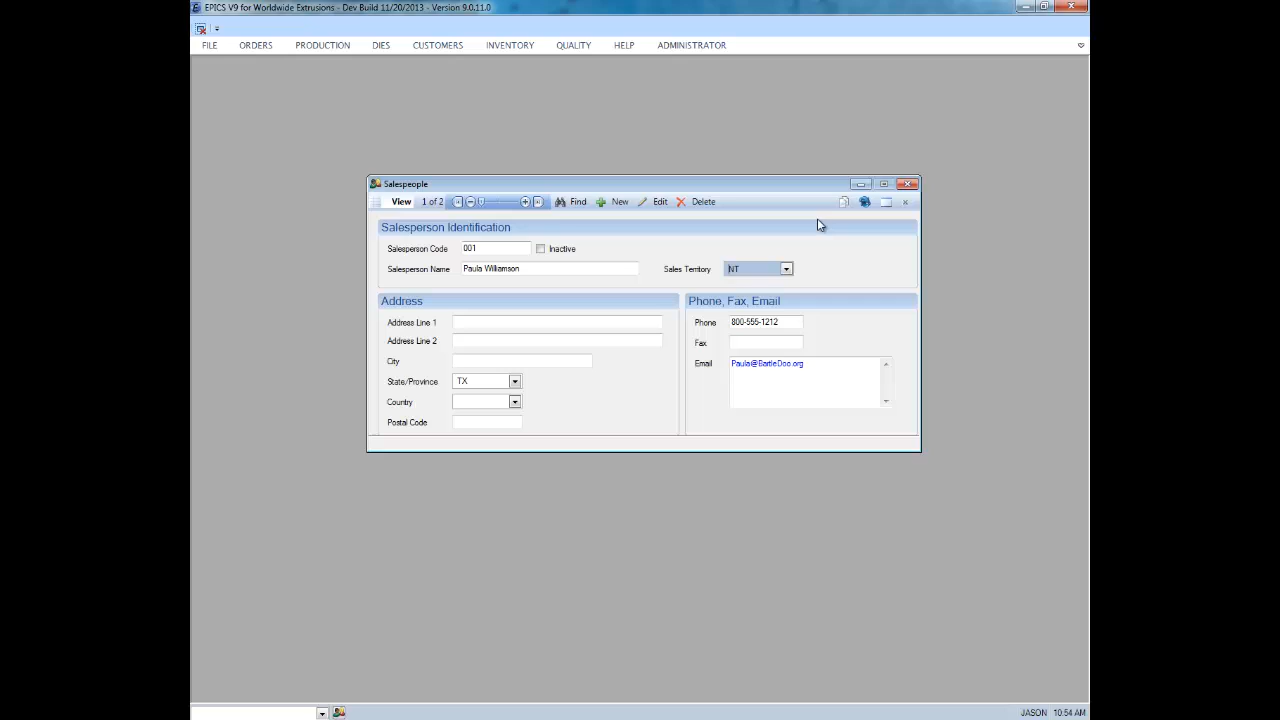 EPICS V9 for Worldwide Extrusions - Dev Build 11/20/2013 - Version 9.0.11.0
FILE ORDERS PRODUCTION DIES CUSTOMERS INVENTORY QUALITY HELP ADMINISTRATOR
Salespeople
View 1 of 2 Find New Edit Delete
Salesperson Identification
Salesperson Code 001 Inactive
Salesperson Name Paula Williamson Sales Territory NT
Address Phone, Fax, Email
Address Line 1 Phone 800-555-1212
Address Line 2 Fax
City Email Paula@BartleDoo.org
State/Province TX
Country
Postal Code
JASON 10:54 AM